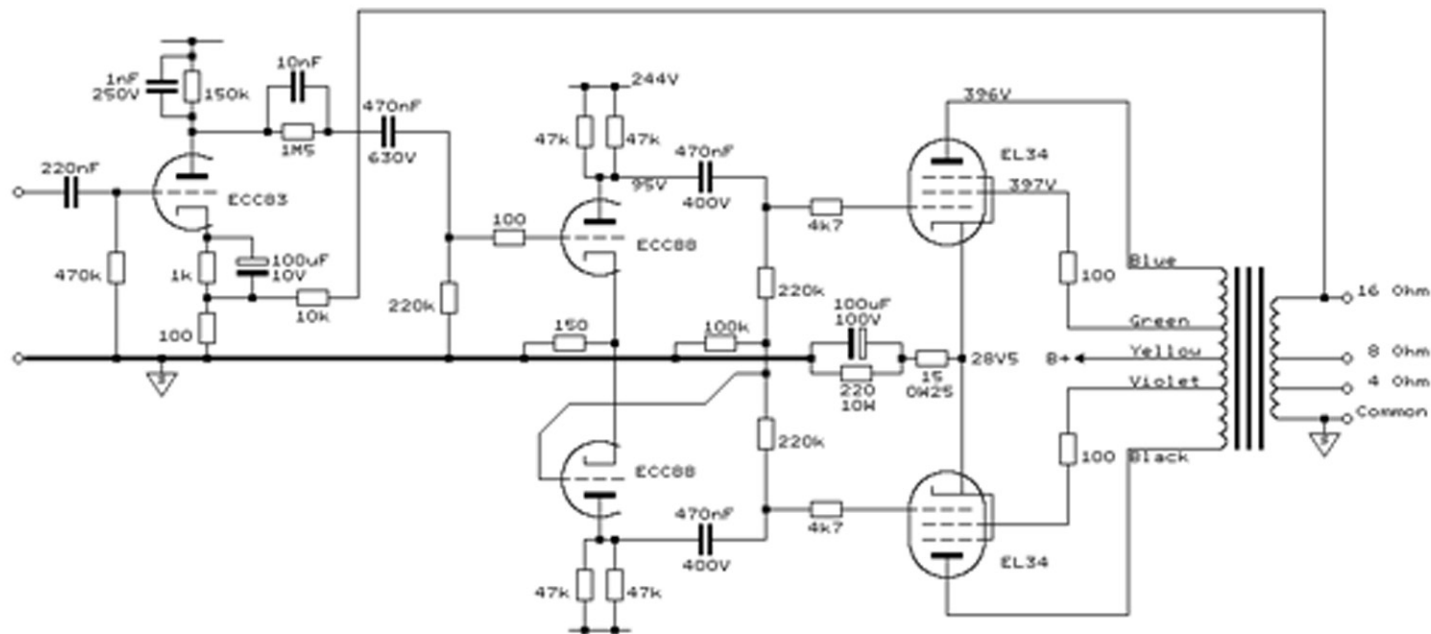 1nF
250V
150k
10nF
1M5
470nF
630V
220nF
ECC83
470k
1k
100uF
10V
100
10k
220k
100
244V
47k
47k
95V
470nF
400V
ECC88
150
100k
220k
4k7
396V
EL34
397V
100
100uF
100V
220
10W
15
0W25
28V5
Blue
Green
B+
Yellow
Violet
Black
16 Ohm
8 Ohm
4 Ohm
Common
100
220k
ECC88
470nF
400V
4k7
EL34
47k
47k